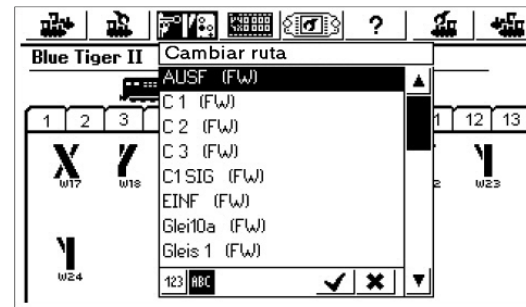 ?
Blue Tiger II
Cambiar ruta
AUSF (FW)
C 1 (FW)
C 2 (FW)
C 3 (FW)
C1 SIG (FW)
EINF (FW)
Glei10a (FW)
Gleis 1 (FW)
1 2 3 12 13
W17 W18 W23
W24
123 ABC